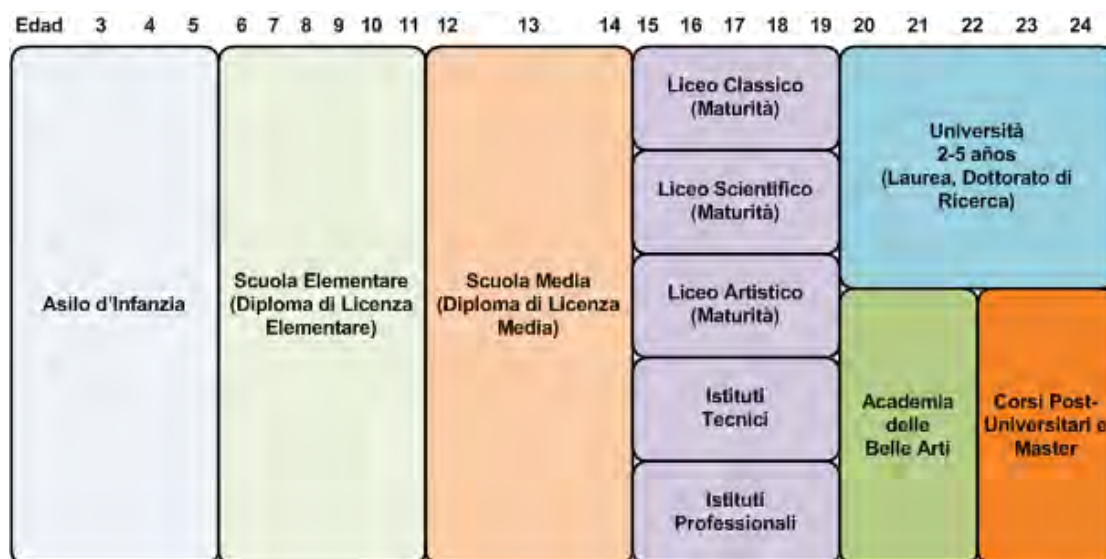 Edad 3 4 5 6 7 8 9 10 11 12 13 14 15 16 17 18 19 20 21 22 23 24
Asilo d'Infanzia
Scuola Elementare
(Diploma di Licenza
Elementare)
Scuola Media
(Diploma di Licenza
Media)
Liceo Classico
(Maturità)
Liceo Scientifico
(Maturità)
Liceo Artistico
(Maturità)
Istituti
Tecnici
Istituti
Professionali
Università
2-5 años
(Laurea, Dottorato di
Ricerca)
Academia
delle
Belle Arti
Corsi Post-
Universitari e
Master